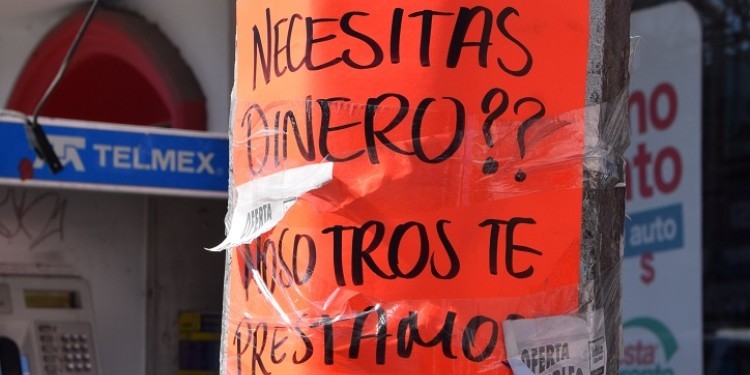 NECESITAS
DINERO??
NOSOTROS TE
PRESTAMOS
TELMEX
OFERTA
OFERTA
auto
$